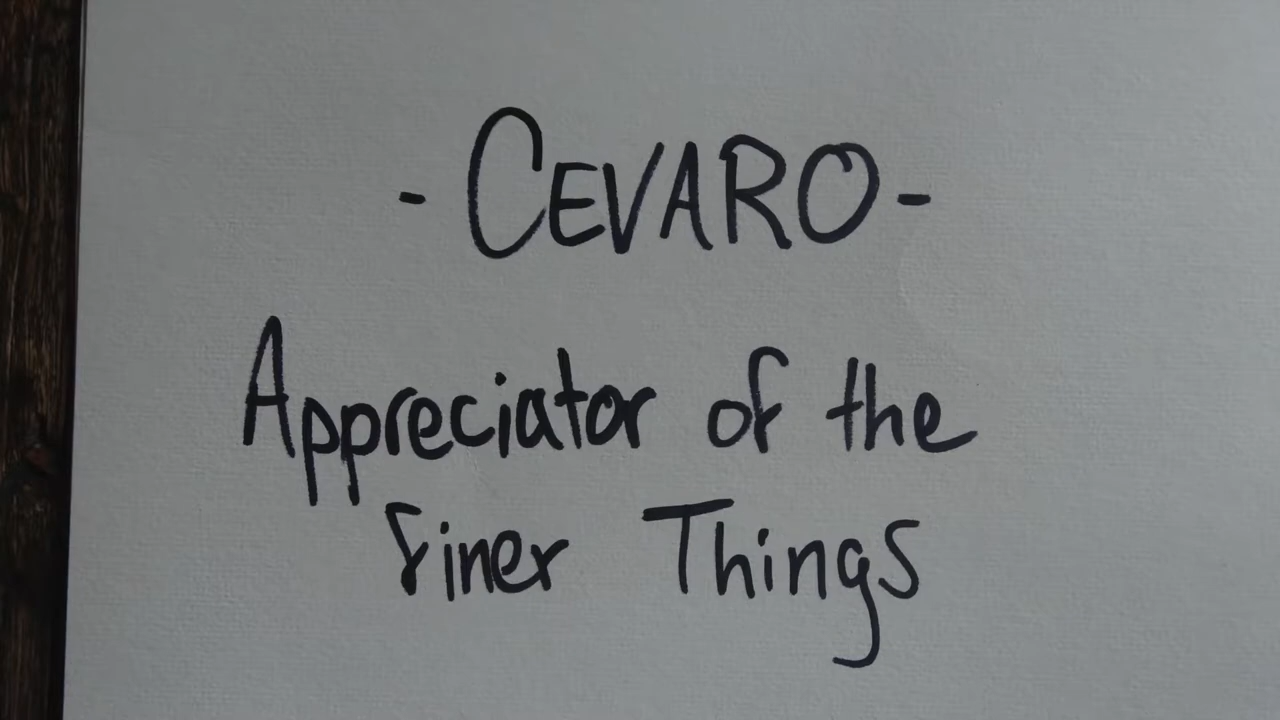 - CEVARO -
Appreciator of the
finer Things